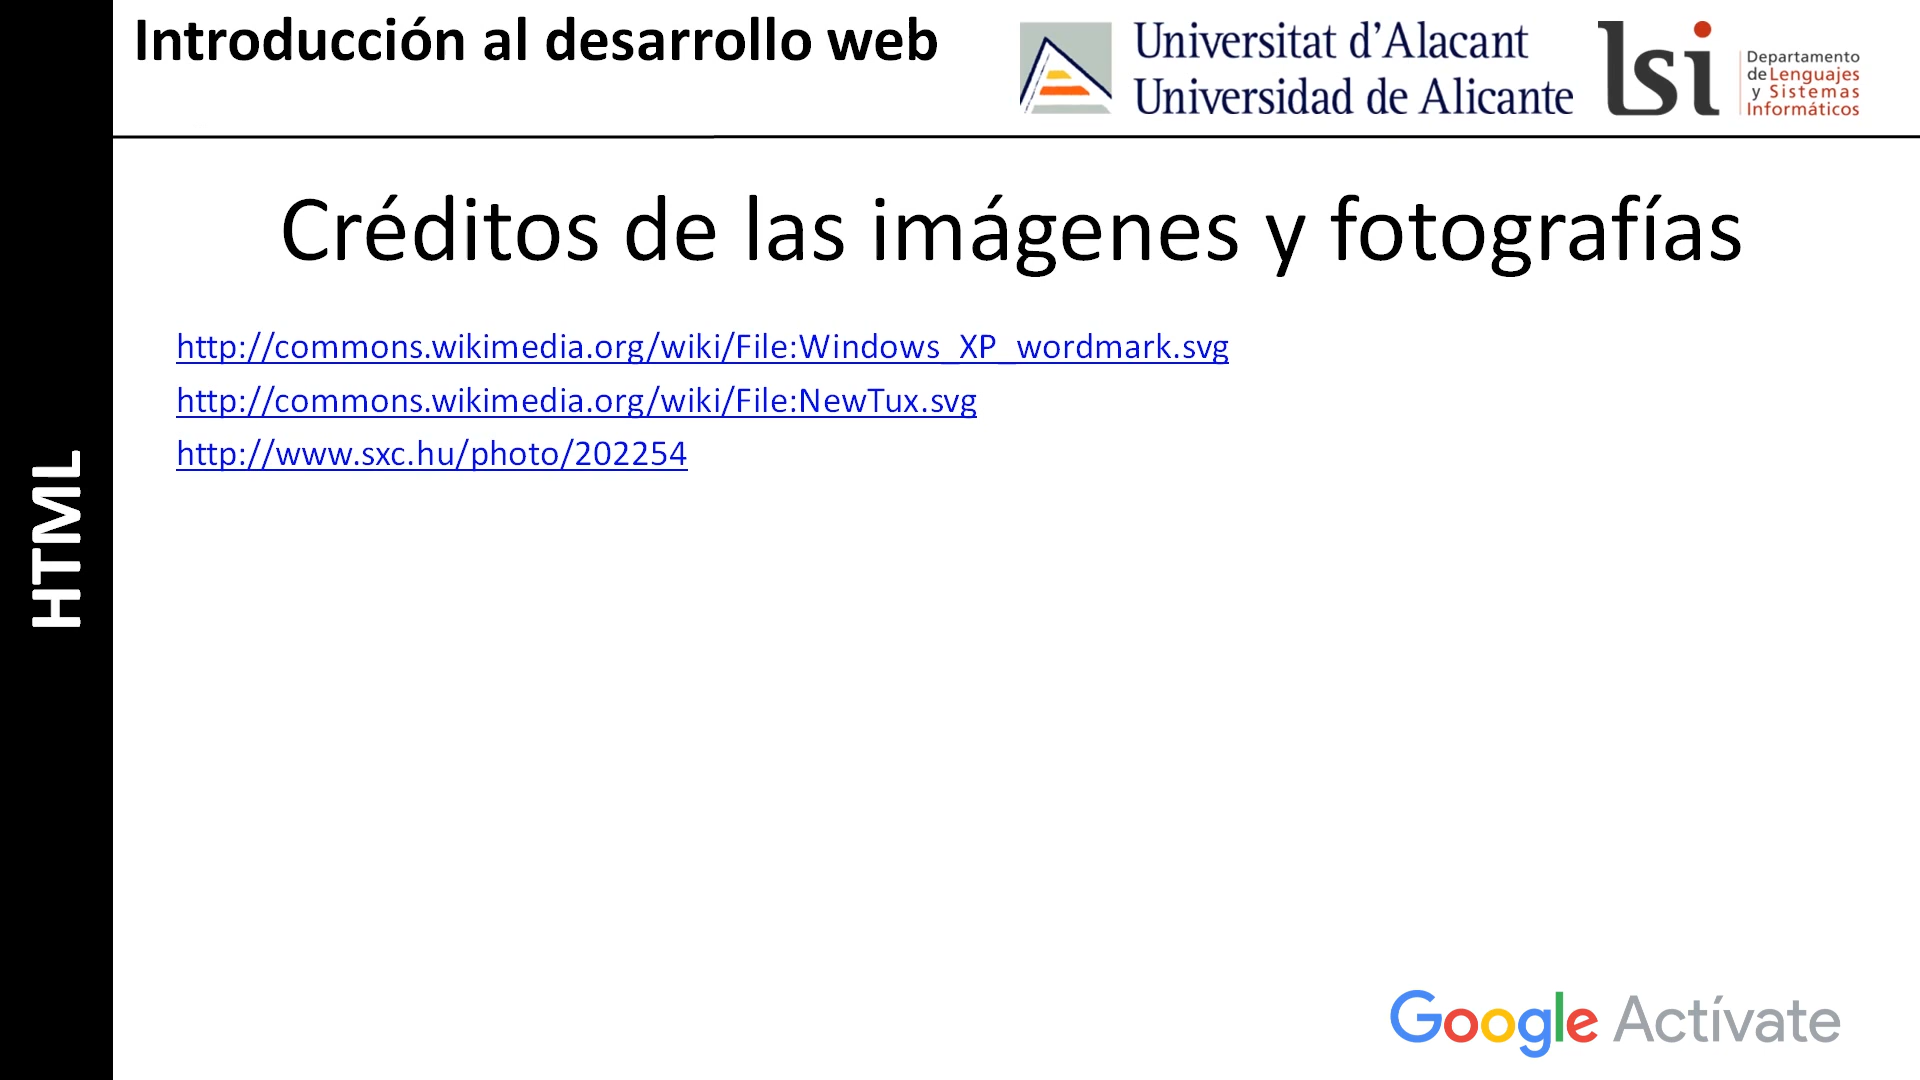 Introducción al desarrollo web
Universitat d’Alacant
Universidad de Alicante
lsi
Departamento
de Lenguajes
y Sistemas
Informáticos
HTML
Créditos de las imágenes y fotografías
http://commons.wikimedia.org/wiki/File:Windows_XP_wordmark.svg
http://commons.wikimedia.org/wiki/File:NewTux.svg
http://www.sxc.hu/photo/202254
Google Actívate